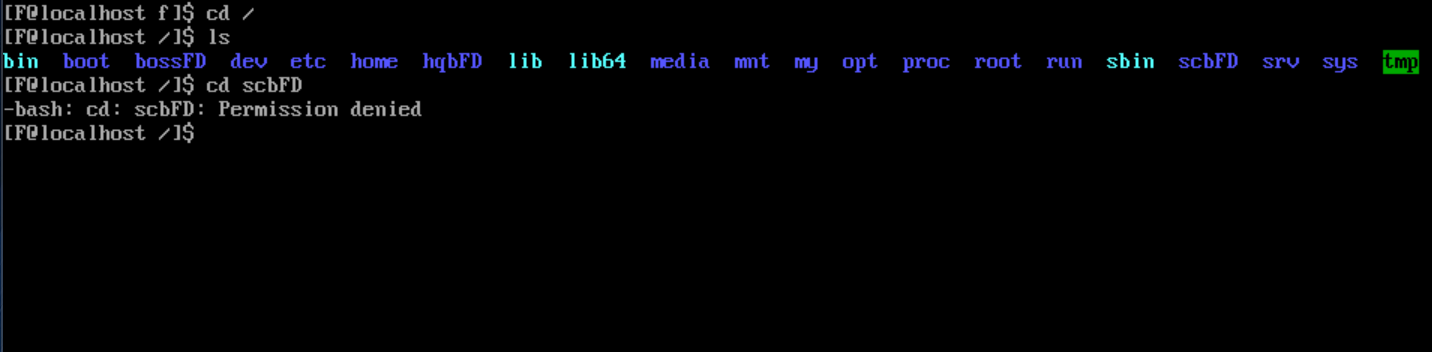 [F@localhost f]$ cd /
[F@localhost /]$ ls
bin boot bossFD dev etc home hqbFD lib lib64 media mnt my opt proc root run sbin scbFD srv sys tmp
[F@localhost /]$ cd scbFD
-bash: cd: scbFD: Permission denied
[F@localhost /]$